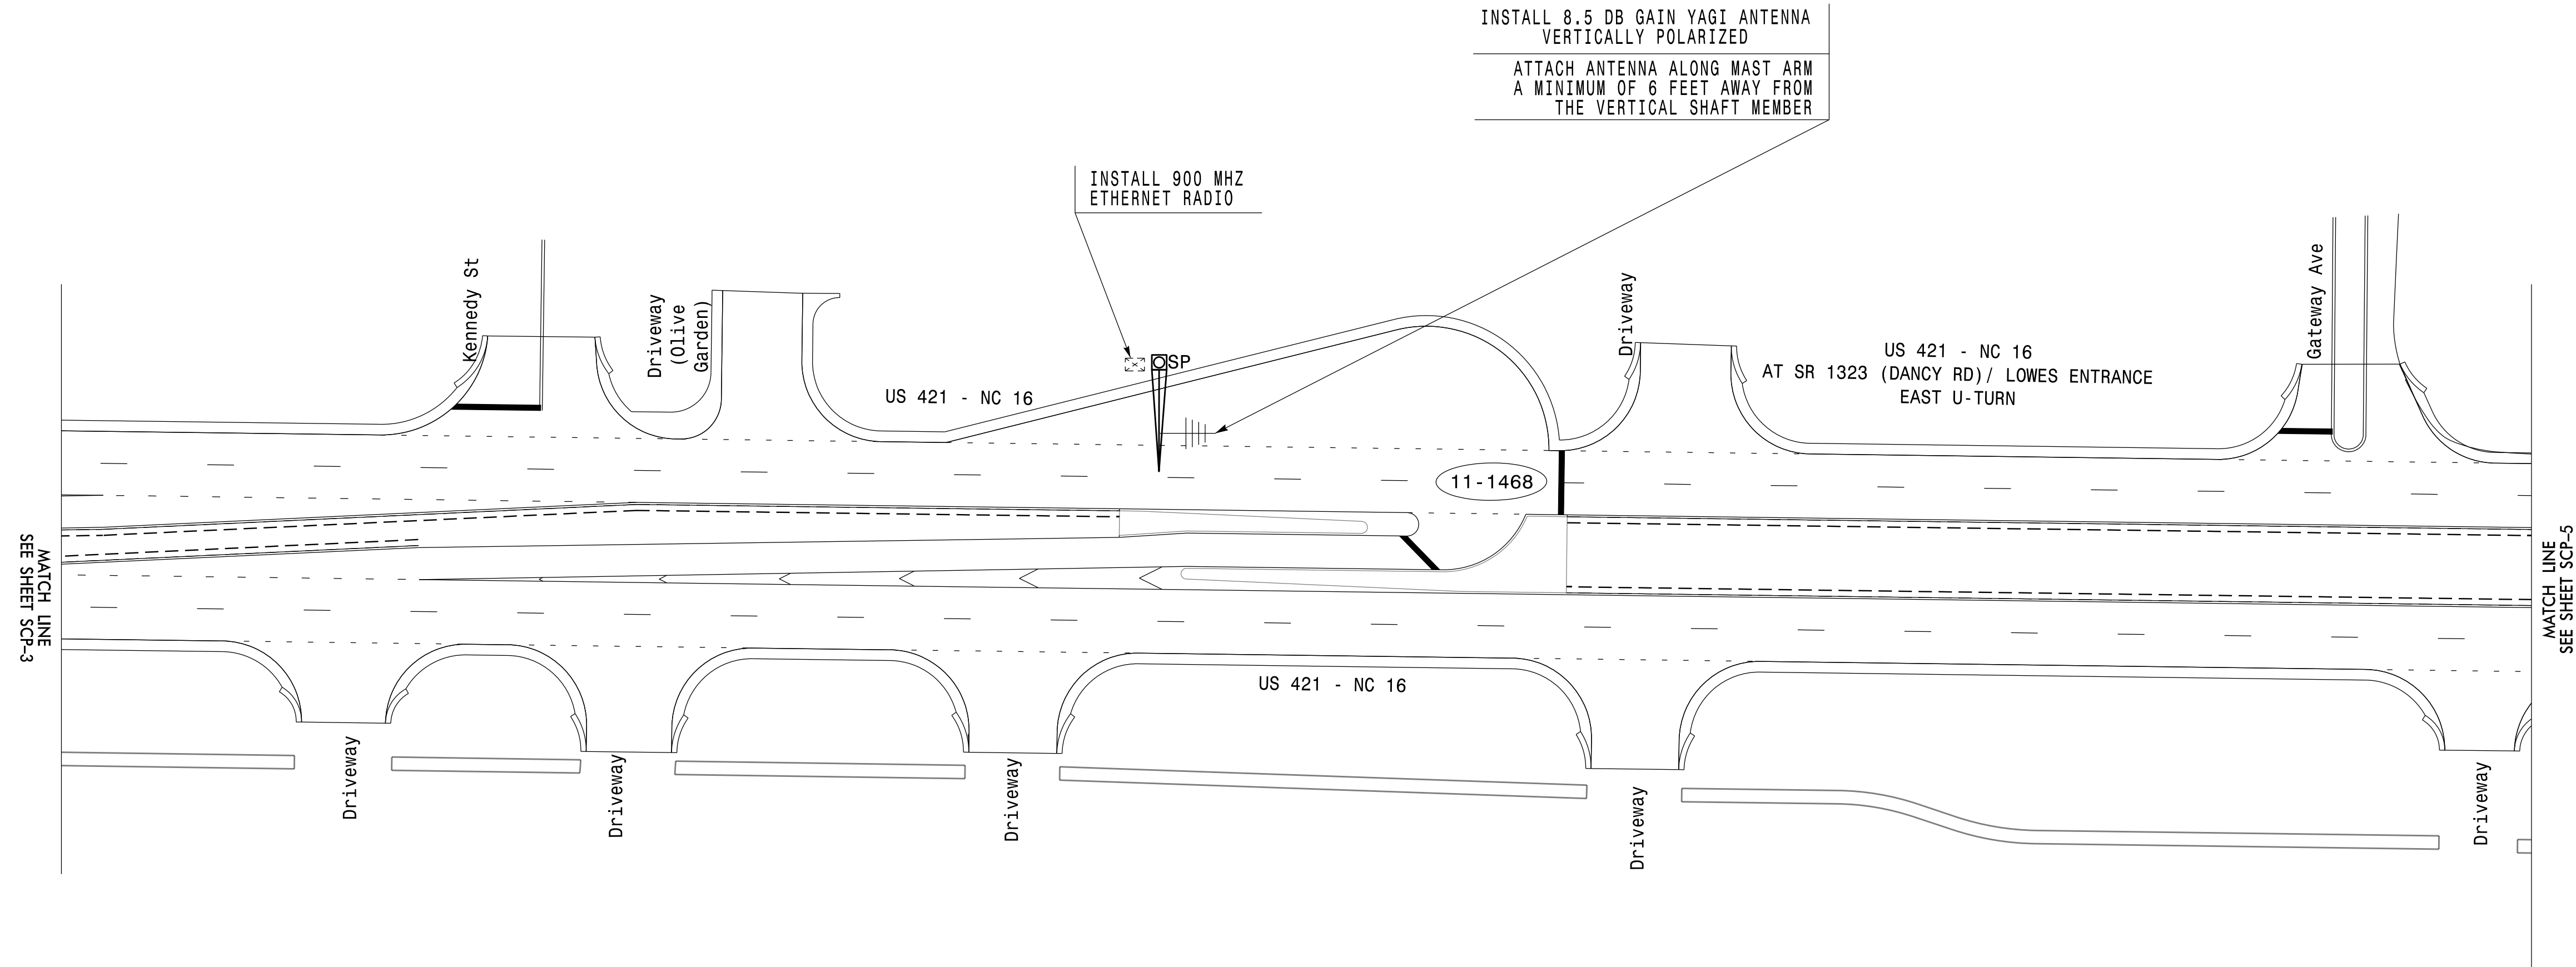 INSTALL 8.5 DB GAIN YAGI ANTENNA
VERTICALLY POLARIZED
ATTACH ANTENNA ALONG MAST ARM
A MINIMUM OF 6 FEET AWAY FROM
THE VERTICAL SHAFT MEMBER
INSTALL 900 MHZ
ETHERNET RADIO
Kennedy St
Driveway
(Olive
Garden)
SP
US 421 - NC 16
Driveway
US 421 - NC 16
AT SR 1323 (DANCY RD)/ LOWES ENTRANCE
EAST U-TURN
Gateway Ave
11-1468
MATCH LINE
SEE SHEET SCP-3
MATCH LINE
SEE SHEET SCP-5
US 421 - NC 16
Driveway
Driveway
Driveway
Driveway
Driveway